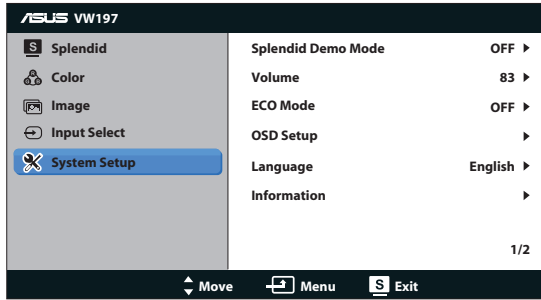 ASUS VW197
S Splendid
Color
Image
Input Select
System Setup
Splendid Demo Mode OFF
Volume 83
ECO Mode OFF
OSD Setup
Language English
Information
1/2
Move Menu S Exit